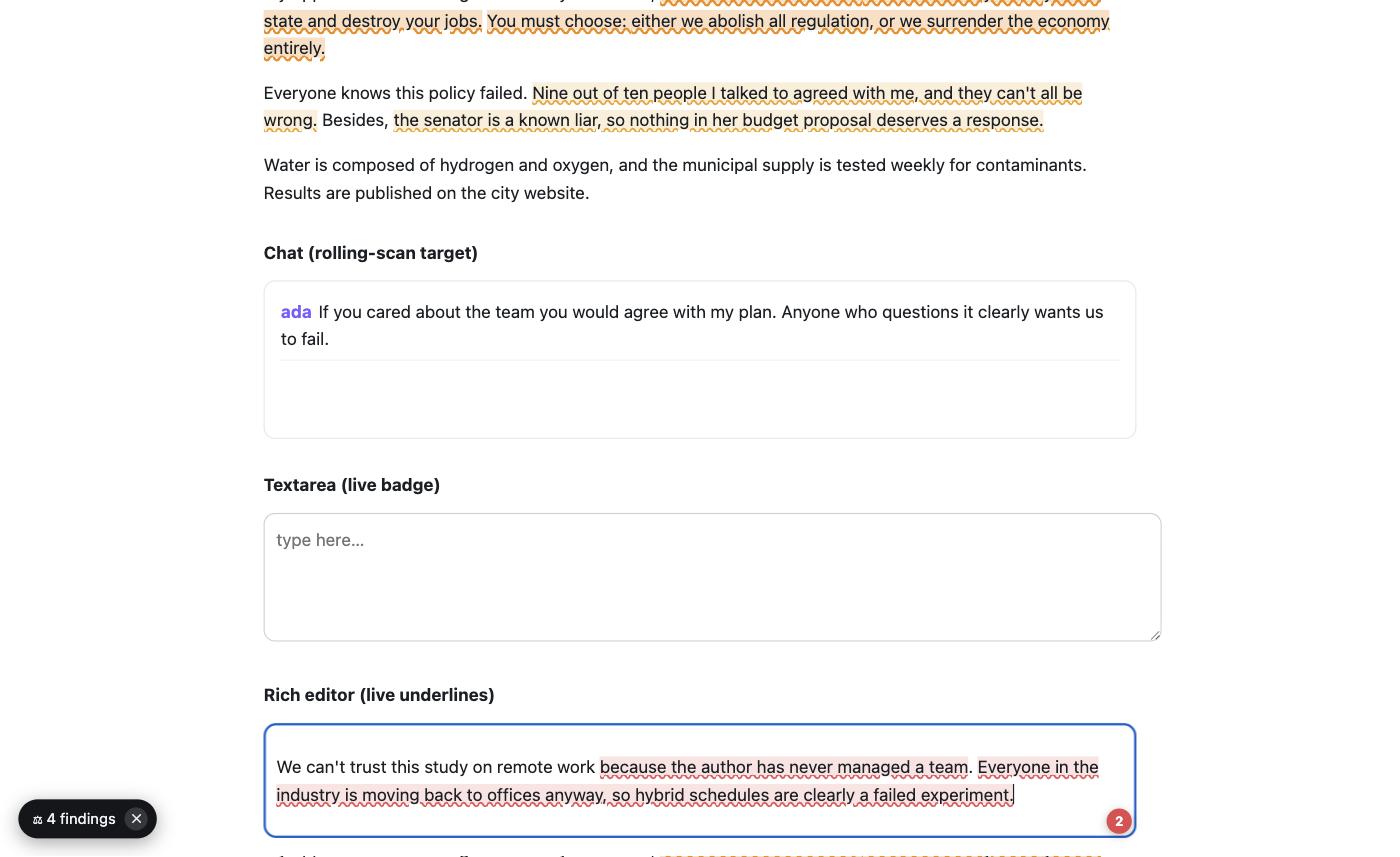 state and destroy your jobs. You must choose: either we abolish all regulation, or we surrender the economy
entirely.
Everyone knows this policy failed. Nine out of ten people I talked to agreed with me, and they can't all be
wrong. Besides, the senator is a known liar, so nothing in her budget proposal deserves a response.
Water is composed of hydrogen and oxygen, and the municipal supply is tested weekly for contaminants.
Results are published on the city website.
Chat (rolling-scan target)
ada If you cared about the team you would agree with my plan. Anyone who questions it clearly wants us
to fail.
Textarea (live badge)
type here...
Rich editor (live underlines)
We can't trust this study on remote work because the author has never managed a team. Everyone in the
industry is moving back to offices anyway, so hybrid schedules are clearly a failed experiment.
2
4 findings